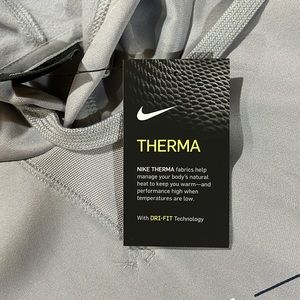 THERMA
NIKE THERMA fabrics help
manage your body's natural
heat to keep you warm—and
performance high when
temperatures are low.
With DRI-FIT Technology